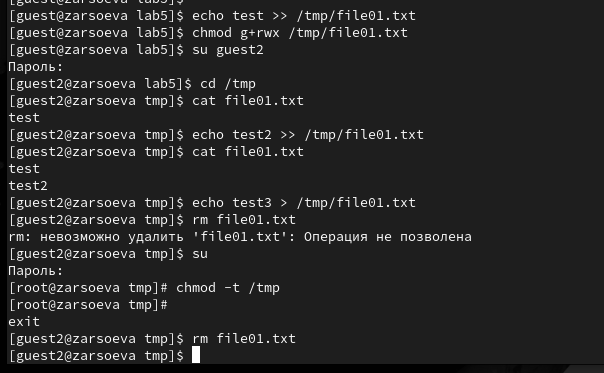 [guest@zarsoeva lab5]$
[guest@zarsoeva lab5]$ echo test >> /tmp/file01.txt
[guest@zarsoeva lab5]$ chmod g+rwx /tmp/file01.txt
[guest@zarsoeva lab5]$ su guest2
Пароль:
[guest2@zarsoeva lab5]$ cd /tmp
[guest2@zarsoeva tmp]$ cat file01.txt
test
[guest2@zarsoeva tmp]$ echo test2 >> /tmp/file01.txt
[guest2@zarsoeva tmp]$ cat file01.txt
test
test2
[guest2@zarsoeva tmp]$ echo test3 > /tmp/file01.txt
[guest2@zarsoeva tmp]$ rm file01.txt
rm: невозможно удалить 'file01.txt': Операция не позволена
[guest2@zarsoeva tmp]$ su
Пароль:
[root@zarsoeva tmp]# chmod -t /tmp
[root@zarsoeva tmp]#
exit
[guest2@zarsoeva tmp]$ rm file01.txt
[guest2@zarsoeva tmp]$